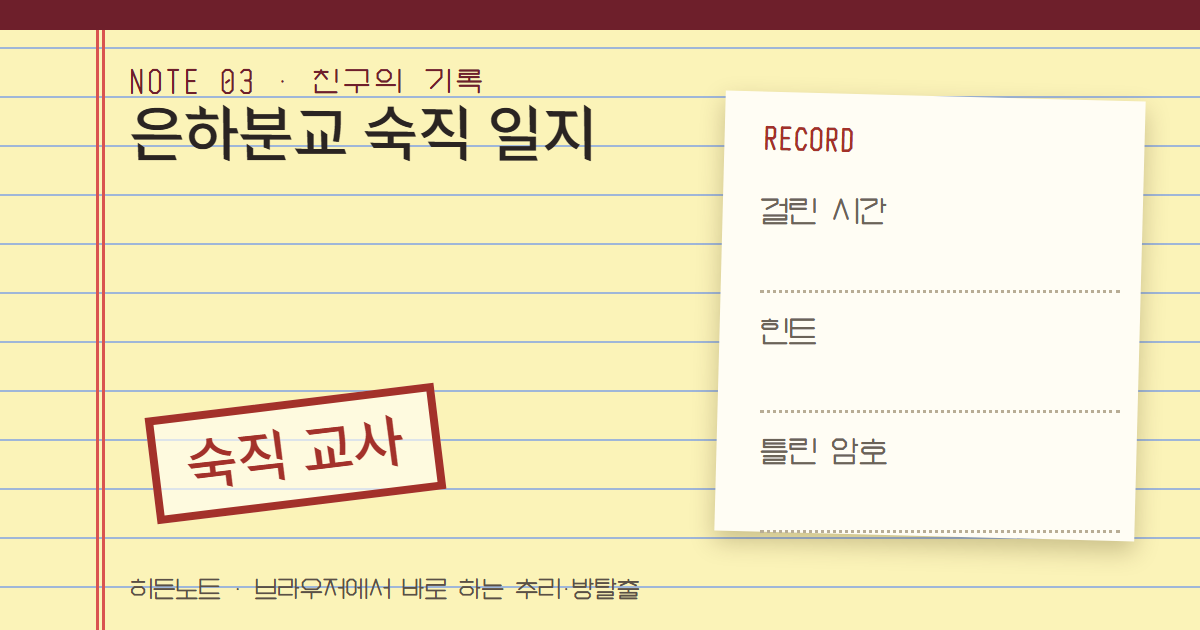 NOTE 03 · 친구의 기록
은하분교 숙직 일지
RECORD
걸린 시간
힌트
틀린 암호
숙직 교사
히든노트 · 브라우저에서 바로 하는 추리·방탈출